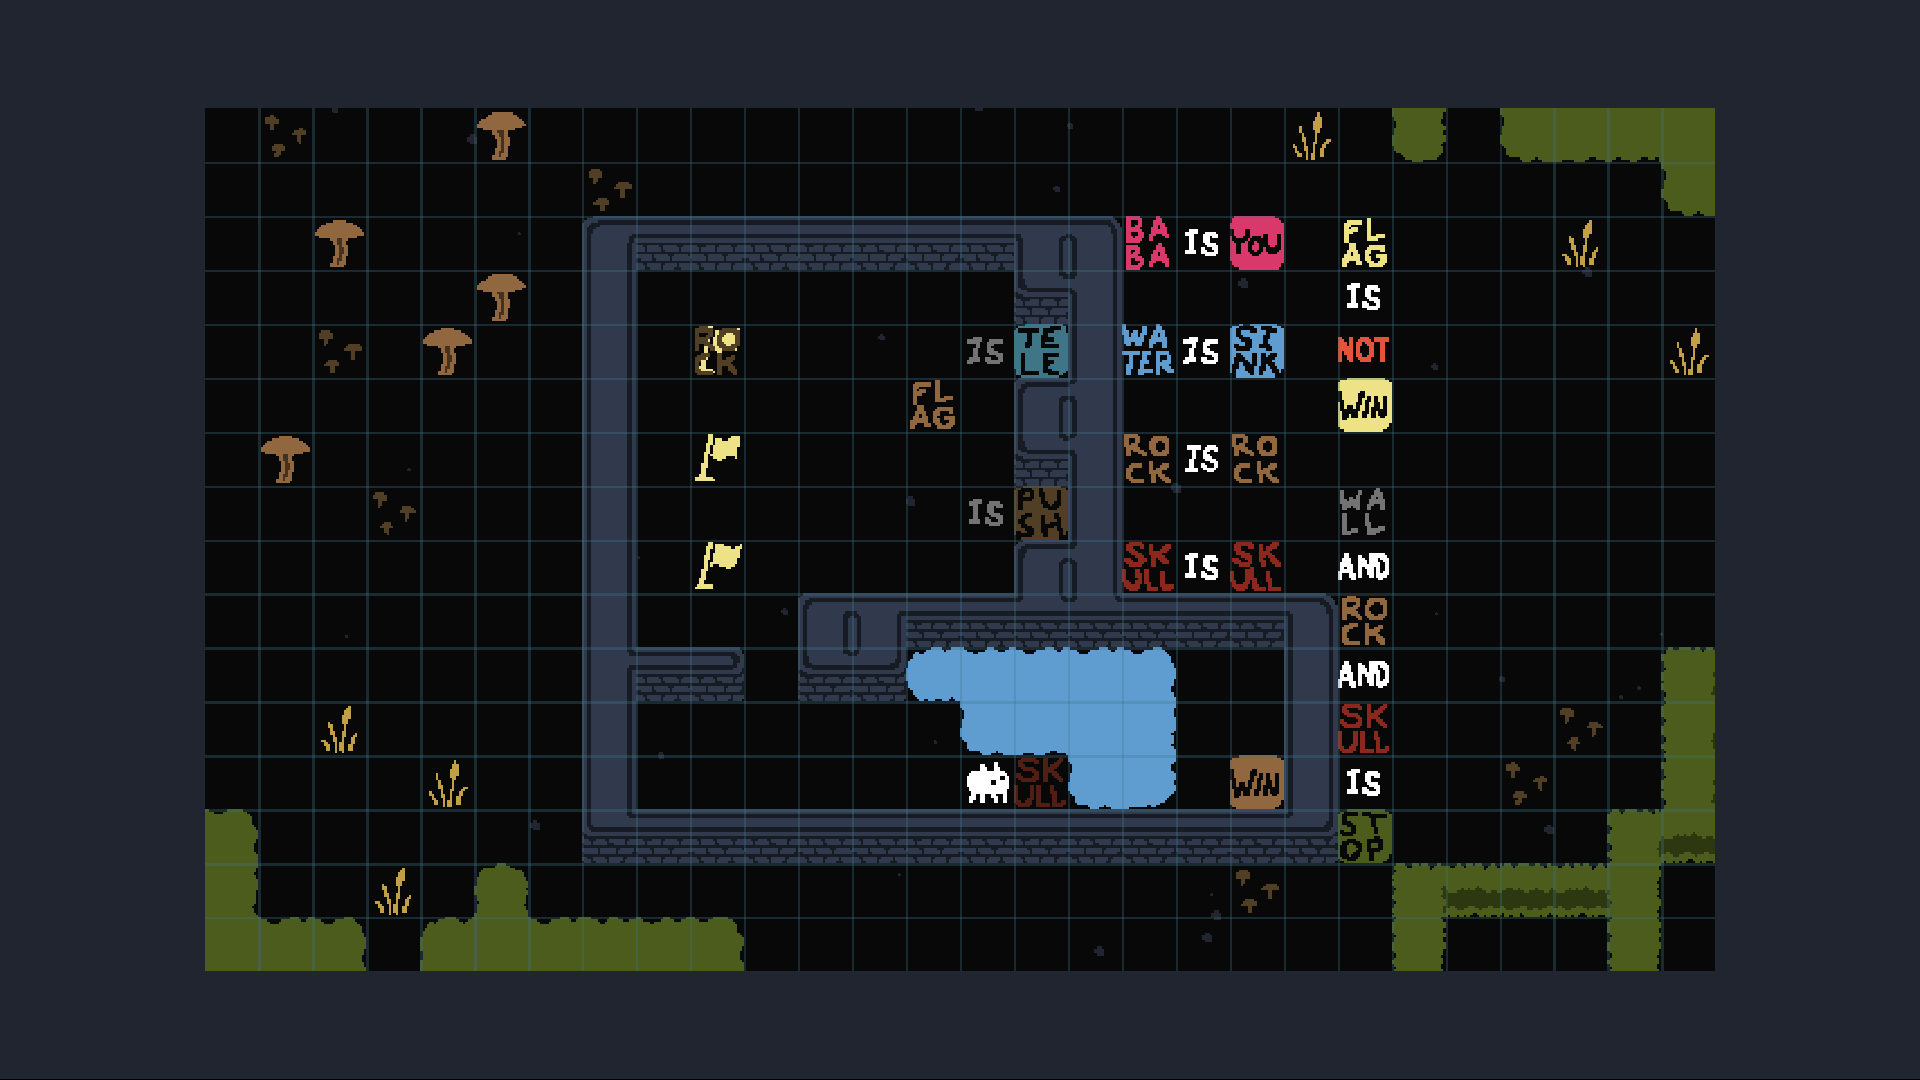 BABA IS YOU FLAG
IS
ROCK IS TELE WATER IS SINK NOT
FLAG WIN
ROCK IS ROCK
IS PUSH WALL
SKULL IS SKULL AND
ROCK
AND
SKULL
SKULL WIN IS
STOP